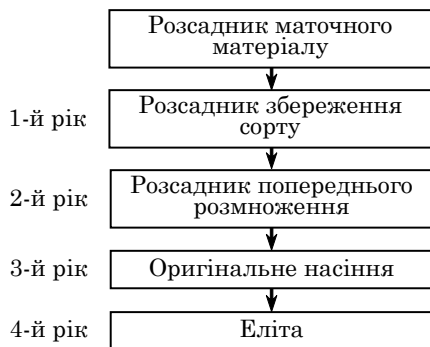 Розсадник маточного
матеріалу
1-й рік
Розсадник збереження
сорту
2-й рік
Розсадник попереднього
розмноження
3-й рік
Оригінальне насіння
4-й рік
Еліта